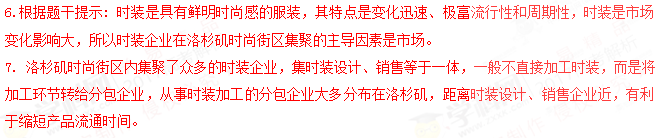 6.根据题干提示：时装是具有鲜明时尚感的服装，其特点是变化迅速、极富流行性和周期性，时装是市场
变化影响大，所以时装企业在洛杉矶时尚街区集聚的主导因素是市场。
7. 洛杉矶时尚街区内集聚了众多的时装企业，集时装设计、销售等于一体，一般不直接加工时装，而是将
加工环节转给分包企业，从事时装加工的分包企业大多分布在洛杉矶，距离时装设计、销售企业近，有利
于缩短产品流通时间。